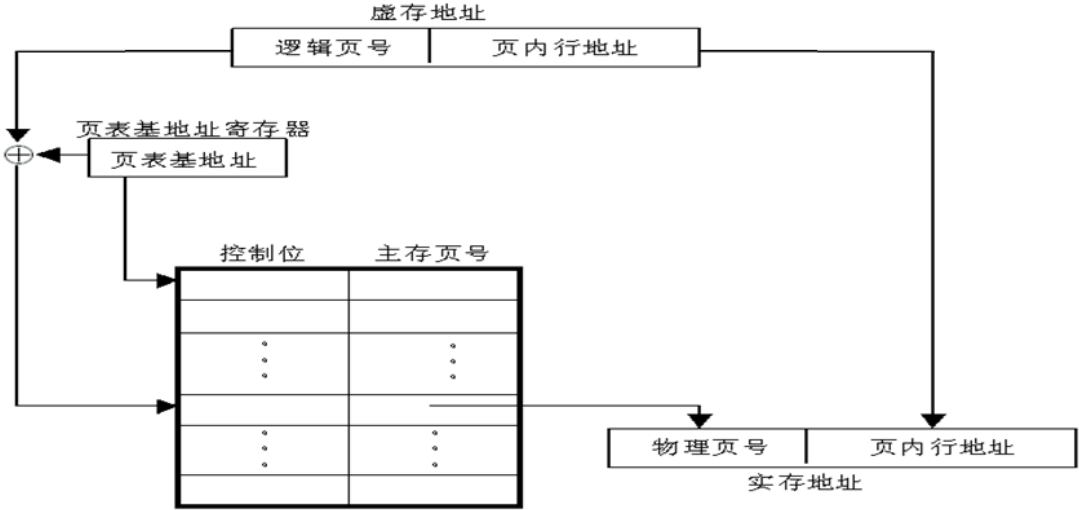 虚存地址
逻辑页号 页内行地址
页表基地址寄存器
页表基地址
控制位 主存页号
物理页号 页内行地址
实存地址